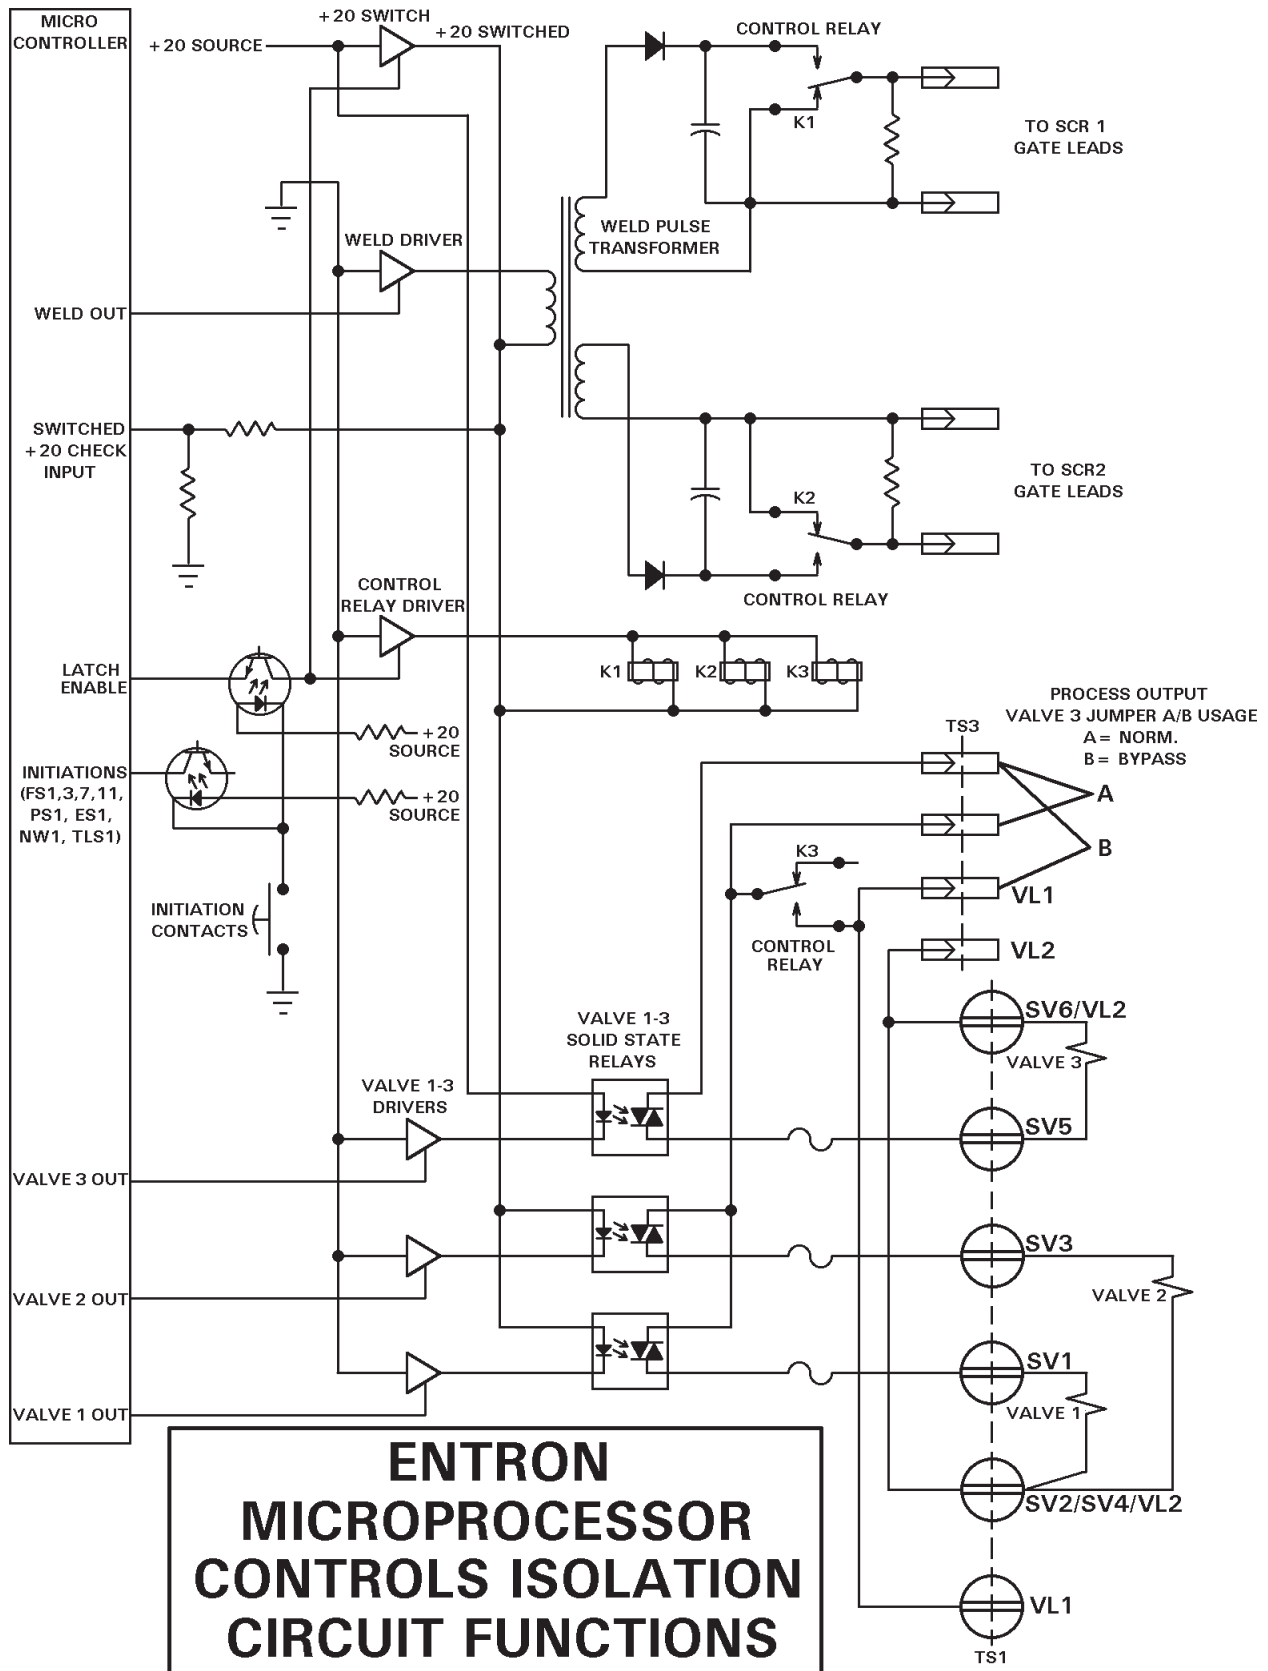 MICRO
CONTROLLER
+20 SOURCE
+20 SWITCH
+20 SWITCHED
CONTROL RELAY
K1
TO SCR 1
GATE LEADS
WELD PULSE
TRANSFORMER
WELD DRIVER
WELD OUT
SWITCHED
+20 CHECK
INPUT
K2
TO SCR2
GATE LEADS
CONTROL RELAY
CONTROL
RELAY DRIVER
LATCH
ENABLE
K1
K2
K3
+20
SOURCE
PROCESS OUTPUT
VALVE 3 JUMPER A/B USAGE
A= NORM.
B= BYPASS
TS3
INITIATIONS
(FS1,3,7,11,
PS1, ES1,
NW1, TLS1)
+20
SOURCE
A
B
K3
VL1
INITIATION
CONTACTS
CONTROL
RELAY
VL2
SV6/VL2
VALVE 3
VALVE 1-3
SOLID STATE
RELAYS
VALVE 1-3
DRIVERS
SV5
VALVE 3 OUT
SV3
VALVE 2
VALVE 2 OUT
SV1
VALVE 1
VALVE 1 OUT
SV2/SV4/VL2
VL1
TS1
ENTRON
MICROPROCESSOR
CONTROLS ISOLATION
CIRCUIT FUNCTIONS